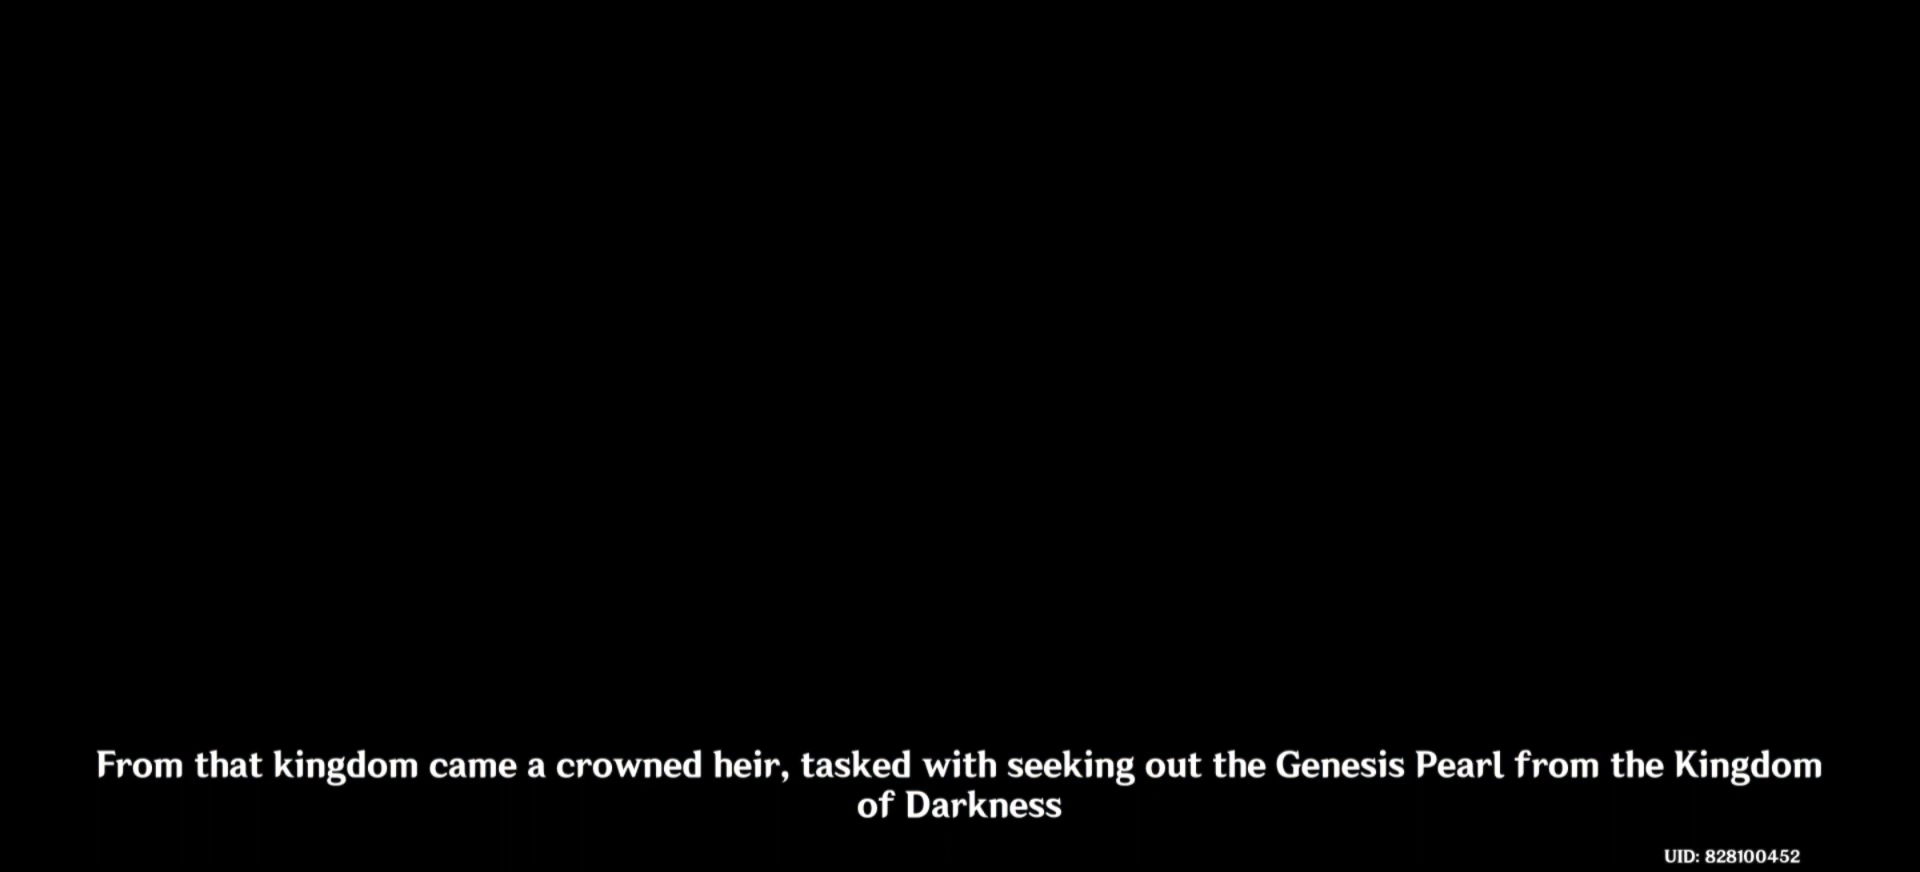 From that kingdom came a crowned heir, tasked with seeking out the Genesis Pearl from the Kingdom
of Darkness
UID: 828100452